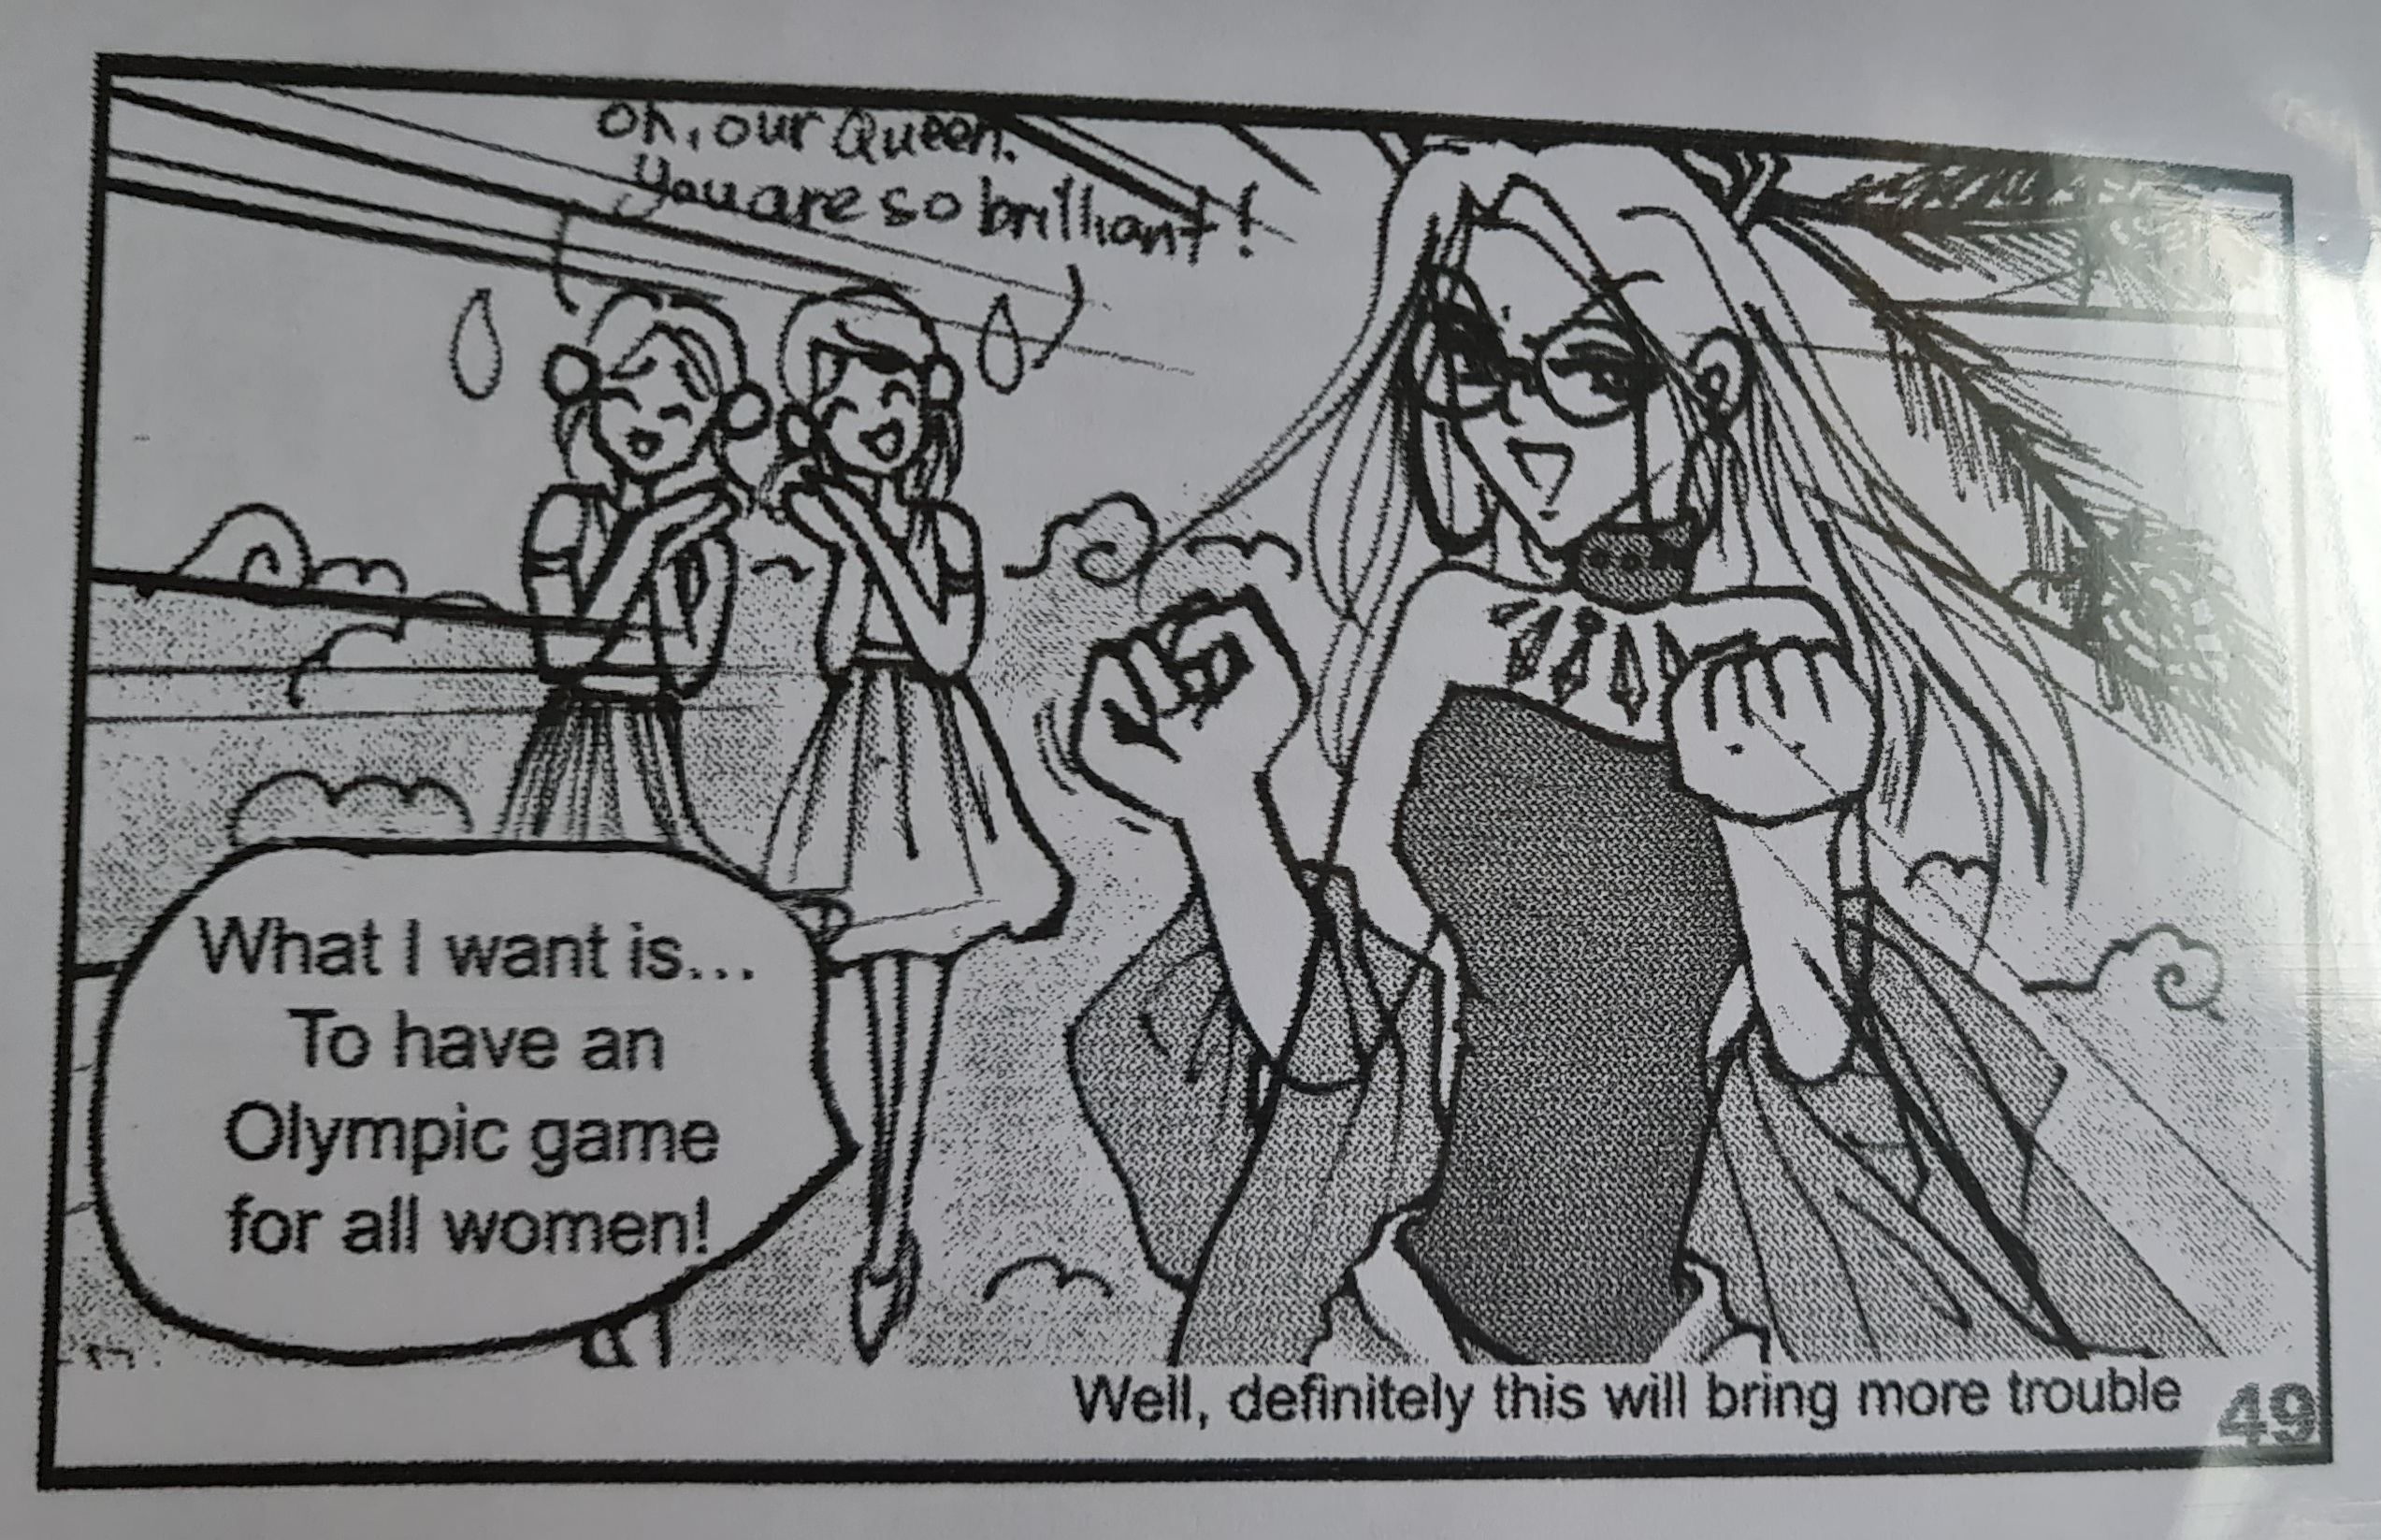 Oh, our Queen.
You are so brilliant!
What I want is...
To have an
Olympic game
for all women!
Well, definitely this will bring more trouble
49